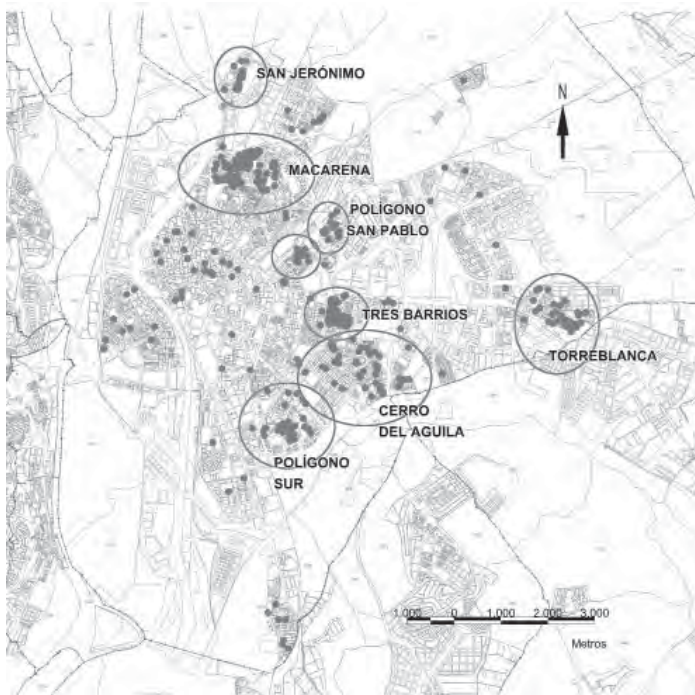 SAN JERÓNIMO
N
MACARENA
POLÍGONO
SAN PABLO
TRES BARRIOS
TORREBLANCA
CERRO
DEL AGUILA
POLÍGONO
SUR
1.000 0 1.000 2.000 3.000
Metros